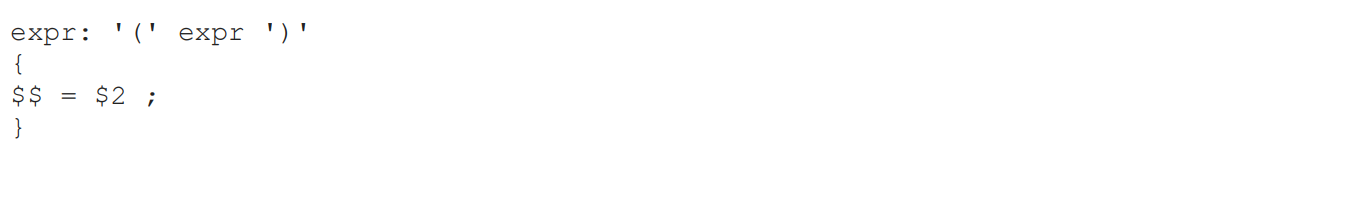 expr: '(' expr ')'
{
$$ = $2 ;
}